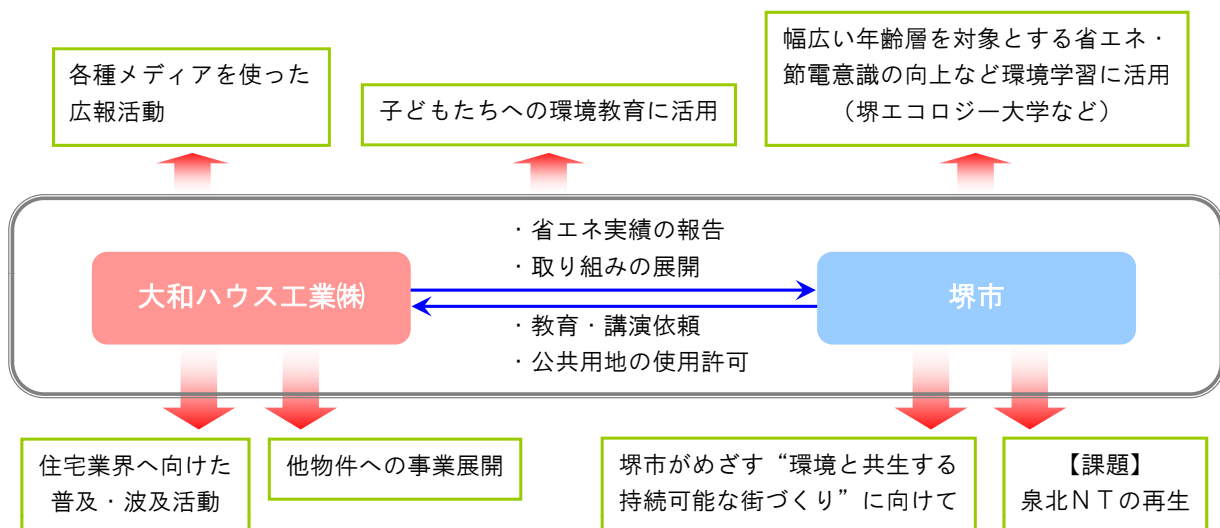 各種メディアを使った
広報活動
子どもたちへの環境教育に活用
幅広い年齢層を対象とする省エネ・
節電意識の向上など環境学習に活用
（堺エコロジー大学など）
・省エネ実績の報告
・取り組みの展開
大和ハウス工業㈱
堺市
・教育・講演依頼
・公共用地の使用許可
住宅業界へ向けた
普及・波及活動
他物件への事業展開
堺市がめざす“環境と共生する
持続可能な街づくり”に向けて
【課題】
泉北ＮＴの再生